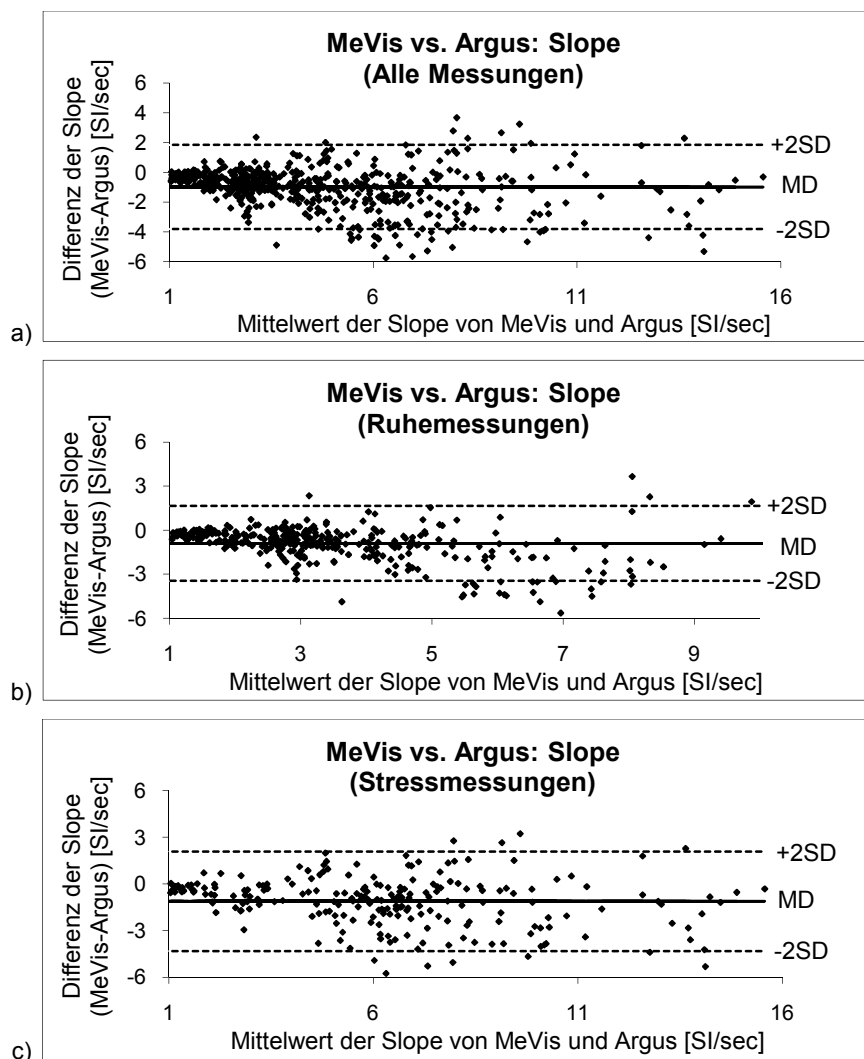 MeVis vs. Argus: Slope
(Alle Messungen)
Differenz der Slope
(MeVis-Argus) [SI/sec]
6
4
2
0
-2
-4
-6
+2SD
MD
-2SD
1
6
11
16
Mittelwert der Slope von MeVis und Argus [SI/sec]
a)
MeVis vs. Argus: Slope
(Ruhemessungen)
Differenz der Slope
(MeVis-Argus) [SI/sec]
6
3
0
-3
-6
+2SD
MD
-2SD
1
3
5
7
9
Mittelwert der Slope von MeVis und Argus [SI/sec]
b)
MeVis vs. Argus: Slope
(Stressmessungen)
Differenz der Slope
(MeVis-Argus) [SI/sec]
6
3
0
-3
-6
+2SD
MD
-2SD
1
6
11
16
Mittelwert der Slope von MeVis und Argus [SI/sec]
c)